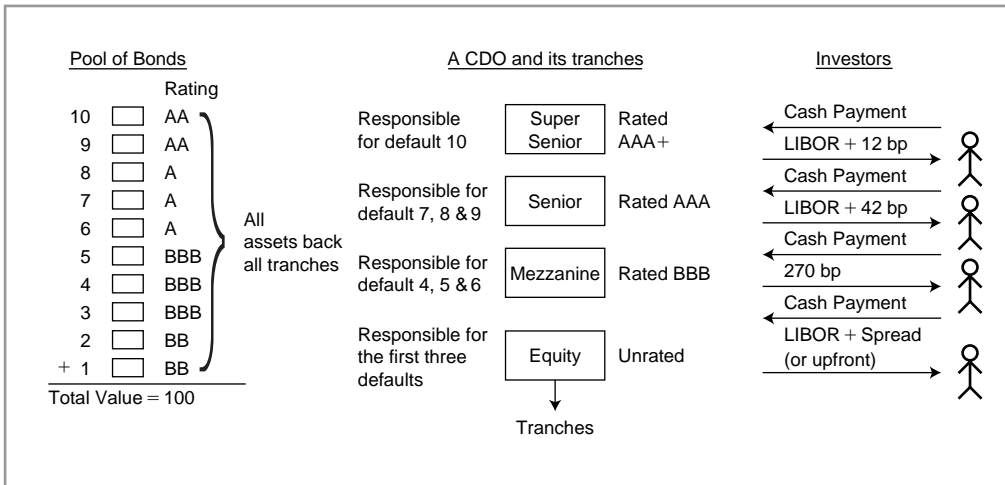 Pool of Bonds
Rating
10 AA
9 AA
8 A
7 A
6 A
5 BBB
4 BBB
3 BBB
2 BB
+ 1 BB
Total Value = 100
All
assets back
all tranches
A CDO and its tranches
Responsible
for default 10
Super
Senior
Rated
AAA+
Responsible for
default 7, 8 & 9
Senior
Rated AAA
Responsible for
default 4, 5 & 6
Mezzanine
Rated BBB
Responsible for
the first three
defaults
Equity
Unrated
Tranches
Investors
Cash Payment
LIBOR + 12 bp
Cash Payment
LIBOR + 42 bp
Cash Payment
270 bp
Cash Payment
LIBOR + Spread
(or upfront)